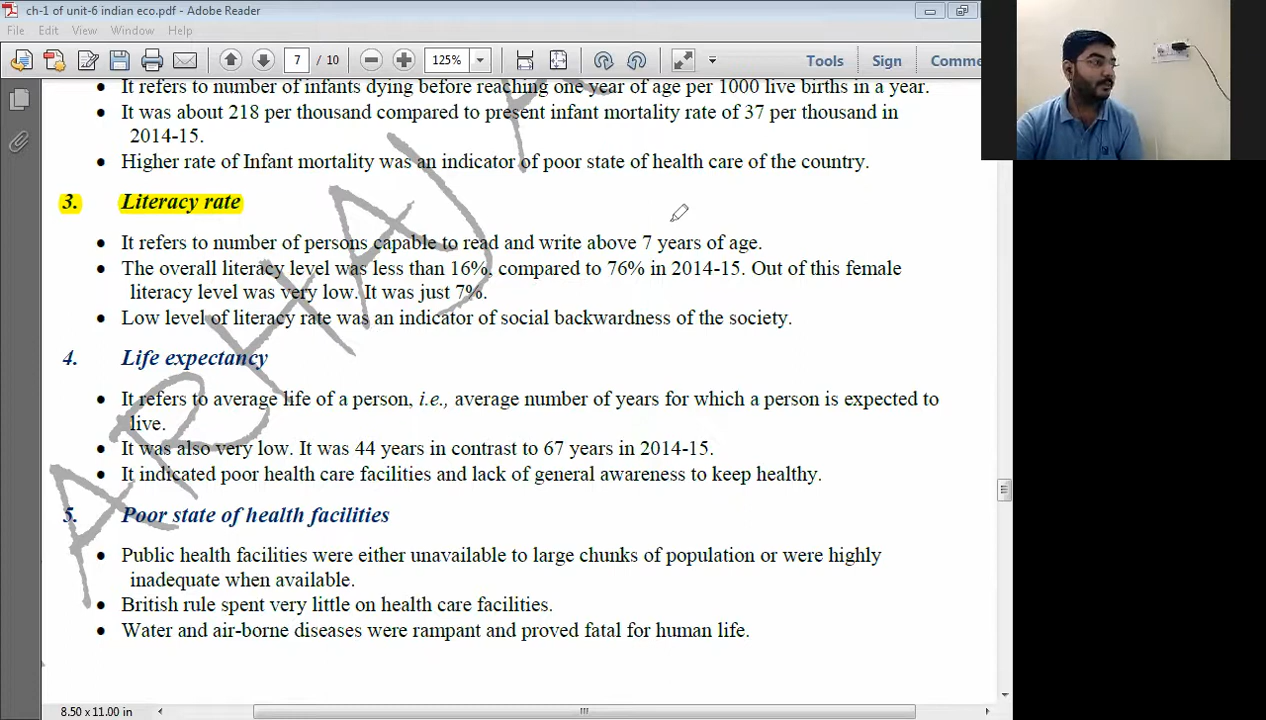 ch-1 of unit-6 indian eco.pdf - Adobe Reader
File Edit View Window Help
7 / 10 125% Tools Sign Comme
It refers to number of infants dying before reaching one year of age per 1000 live births in a year.
It was about 218 per thousand compared to present infant mortality rate of 37 per thousand in
2014-15.
Higher rate of Infant mortality was an indicator of poor state of health care of the country.
3. Literacy rate
It refers to number of persons capable to read and write above 7 years of age.
The overall literacy level was less than 16%, compared to 76% in 2014-15. Out of this female
literacy level was very low. It was just 7%.
Low level of literacy rate was an indicator of social backwardness of the society.
4. Life expectancy
It refers to average life of a person, i.e., average number of years for which a person is expected to
live.
It was also very low. It was 44 years in contrast to 67 years in 2014-15.
It indicated poor health care facilities and lack of general awareness to keep healthy.
5. Poor state of health facilities
Public health facilities were either unavailable to large chunks of population or were highly
inadequate when available.
British rule spent very little on health care facilities.
Water and air-borne diseases were rampant and proved fatal for human life.
8.50 x 11.00 in